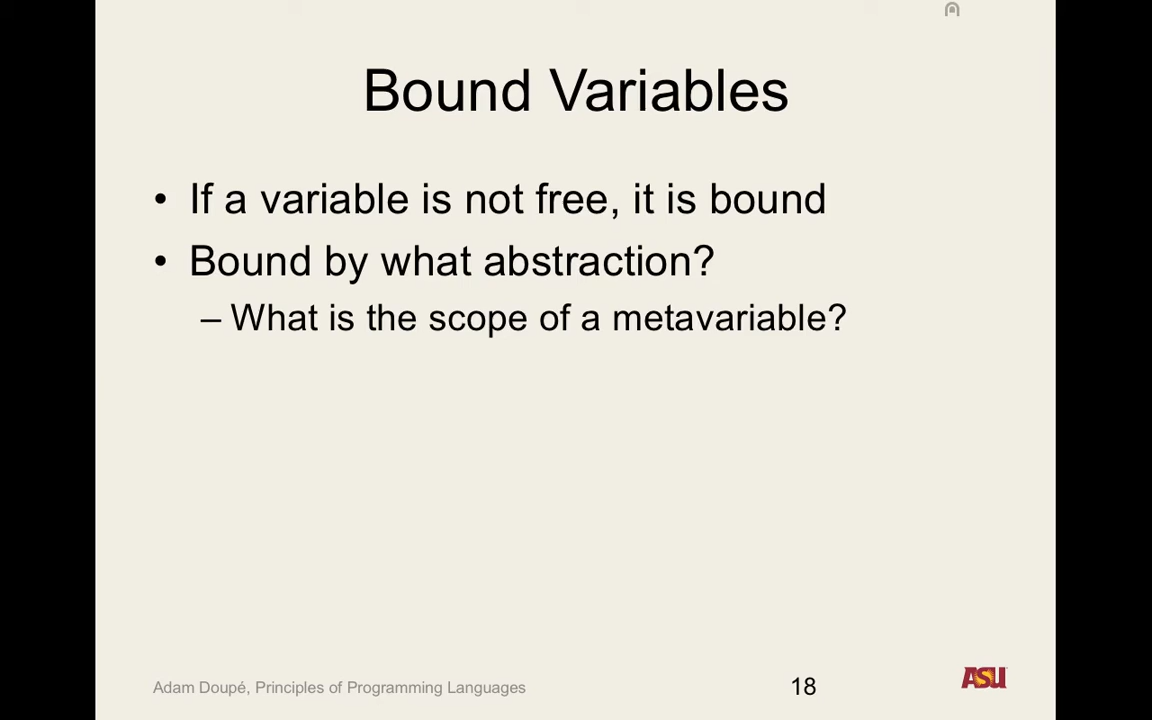 Bound Variables
• If a variable is not free, it is bound
• Bound by what abstraction?
– What is the scope of a metavariable?
Adam Doupé, Principles of Programming Languages
18
ASU